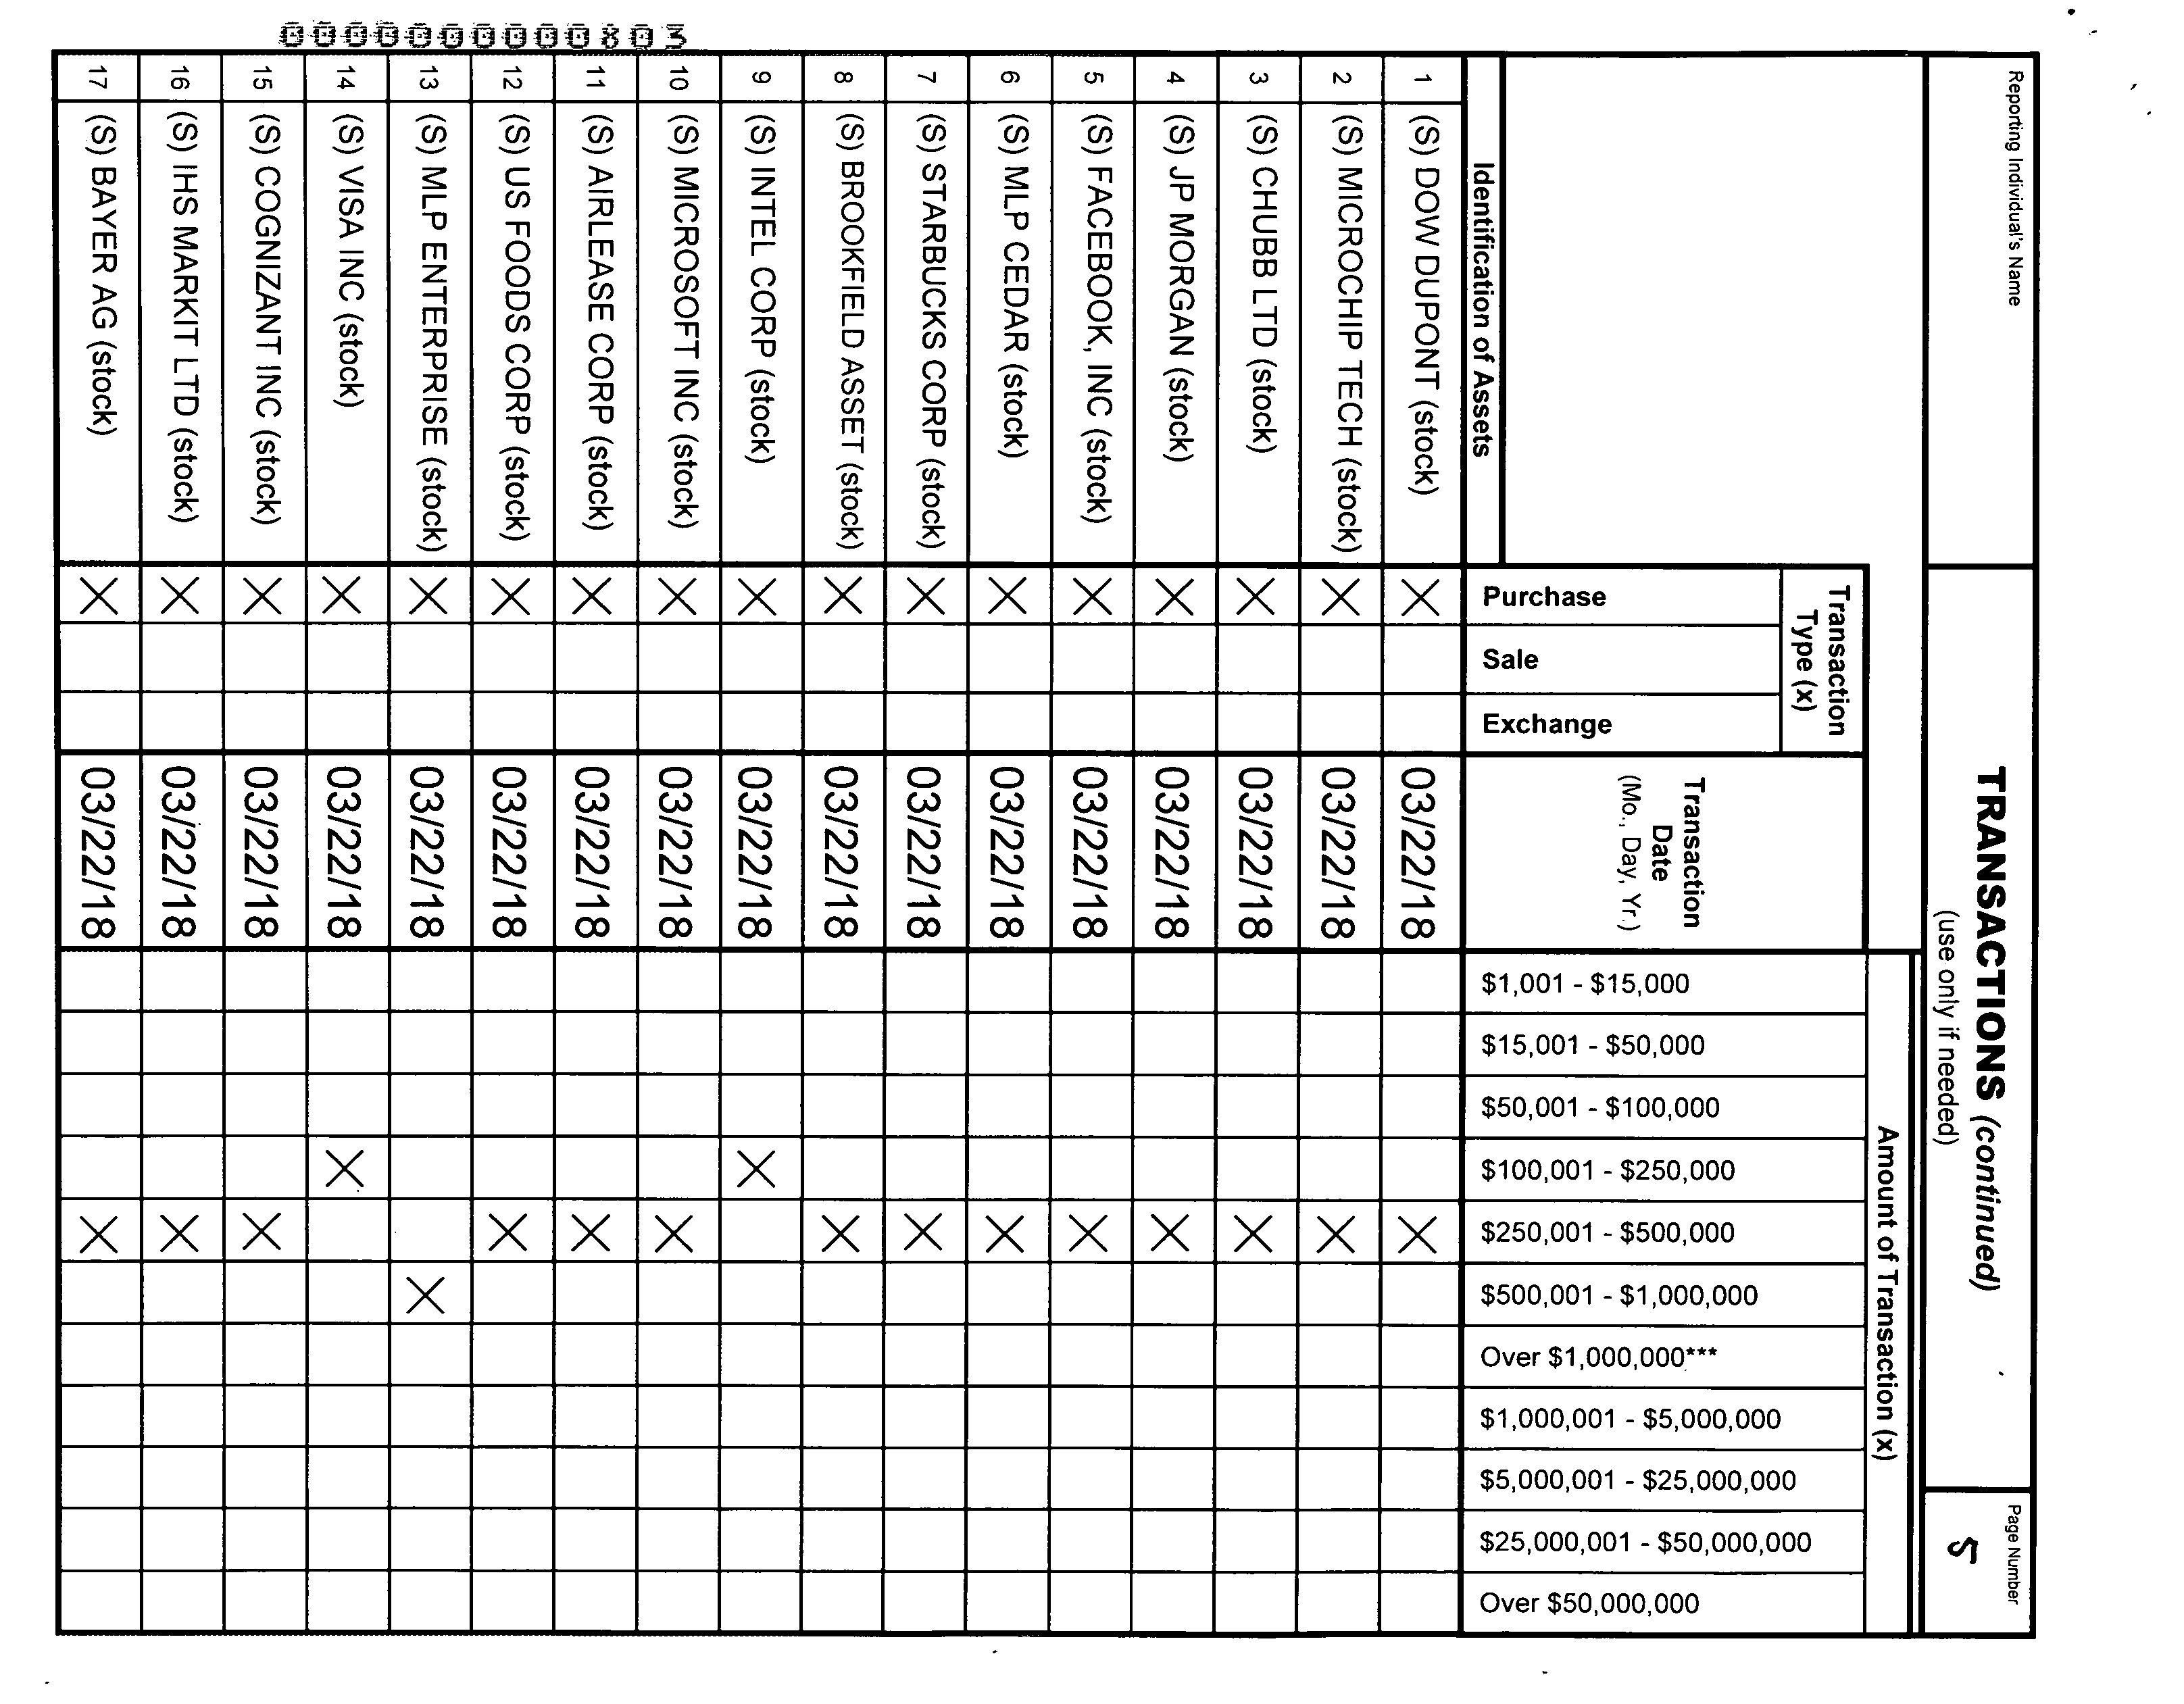 Reporting Individual's Name
TRANSACTIONS (continued)
(use only if needed)
Page Number
5
Transaction
Type (x)
Amount of Transaction (x)
Identification of Assets
Purchase
Sale
Exchange
Transaction
Date
(Mo., Day, Yr.)
$1,001 - $15,000
$15,001 - $50,000
$50,001 - $100,000
$100,001 - $250,000
$250,001 - $500,000
$500,001 - $1,000,000
Over $1,000,000***
$1,000,001 - $5,000,000
$5,000,001 - $25,000,000
$25,000,001 - $50,000,000
Over $50,000,000
1 (S) DOW DUPONT (stock) X 03/22/18 X
2 (S) MICROCHIP TECH (stock) X 03/22/18 X
3 (S) CHUBB LTD (stock) X 03/22/18 X
4 (S) JP MORGAN (stock) X 03/22/18 X
5 (S) FACEBOOK, INC (stock) X 03/22/18 X
6 (S) MLP CEDAR (stock) X 03/22/18 X
7 (S) STARBUCKS CORP (stock) X 03/22/18 X
8 (S) BROOKFIELD ASSET (stock) X 03/22/18 X
9 (S) INTEL CORP (stock) X 03/22/18 X
10 (S) MICROSOFT INC (stock) X 03/22/18 X
11 (S) AIRLEASE CORP (stock) X 03/22/18 X
12 (S) US FOODS CORP (stock) X 03/22/18 X
13 (S) MLP ENTERPRISE (stock) X 03/22/18 X
14 (S) VISA INC (stock) X 03/22/18 X
15 (S) COGNIZANT INC (stock) X 03/22/18 X
16 (S) IHS MARKIT LTD (stock) X 03/22/18 X
17 (S) BAYER AG (stock) X 03/22/18 X